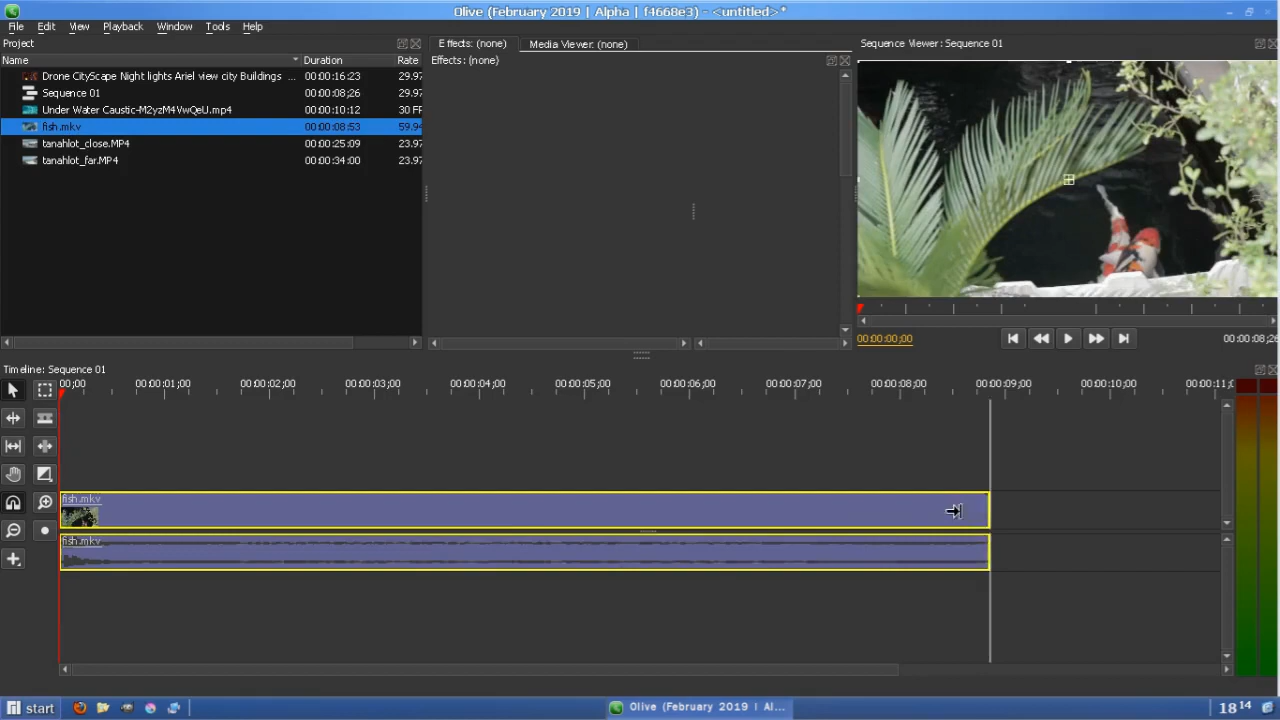 Olive (February 2019 | Alpha | f4668e3) - <untitled>*
File Edit View Playback Window Tools Help
Project
Name Duration Rate
Drone CityScape Night lights Ariel view city Buildings ... 00:00:16:23 29.97
Sequence 01 00:00:08;26 29.97
Under Water Caustic-M2yzM4VwQeU.mp4 00:00:10:12 30 FP
fish.mkv 00:00:08:53 59.94
tanahlot_close.MP4 00:00:25:09 23.97
tanahlot_far.MP4 00:00:34:00 23.97
Effects: (none) Media Viewer: (none)
Effects: (none)
Sequence Viewer: Sequence 01
00:00:00;00 00:00:08;26
Timeline: Sequence 01
00;00 00:00:01;00 00:00:02;00 00:00:03;00 00:00:04;00 00:00:05;00 00:00:06;00 00:00:07;00 00:00:08;00 00:00:09;00 00:00:10;00 00:00:11;0
fish.mkv
fish.mkv
start Olive (February 2019 | Al... 18:14